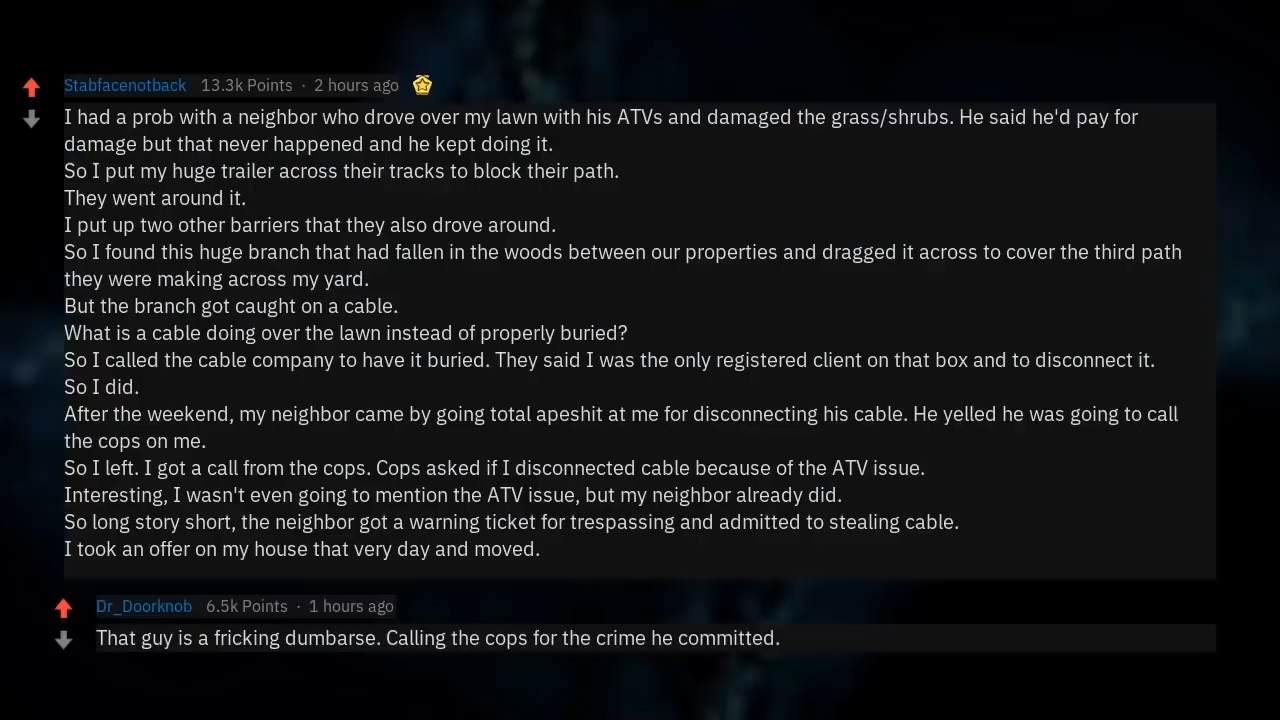 Stabfacenotback 13.3k Points · 2 hours ago
I had a prob with a neighbor who drove over my lawn with his ATVs and damaged the grass/shrubs. He said he'd pay for
damage but that never happened and he kept doing it.
So I put my huge trailer across their tracks to block their path.
They went around it.
I put up two other barriers that they also drove around.
So I found this huge branch that had fallen in the woods between our properties and dragged it across to cover the third path
they were making across my yard.
But the branch got caught on a cable.
What is a cable doing over the lawn instead of properly buried?
So I called the cable company to have it buried. They said I was the only registered client on that box and to disconnect it.
So I did.
After the weekend, my neighbor came by going total apeshit at me for disconnecting his cable. He yelled he was going to call
the cops on me.
So I left. I got a call from the cops. Cops asked if I disconnected cable because of the ATV issue.
Interesting, I wasn't even going to mention the ATV issue, but my neighbor already did.
So long story short, the neighbor got a warning ticket for trespassing and admitted to stealing cable.
I took an offer on my house that very day and moved.
Dr_Doorknob 6.5k Points · 1 hours ago
That guy is a fricking dumbarse. Calling the cops for the crime he committed.